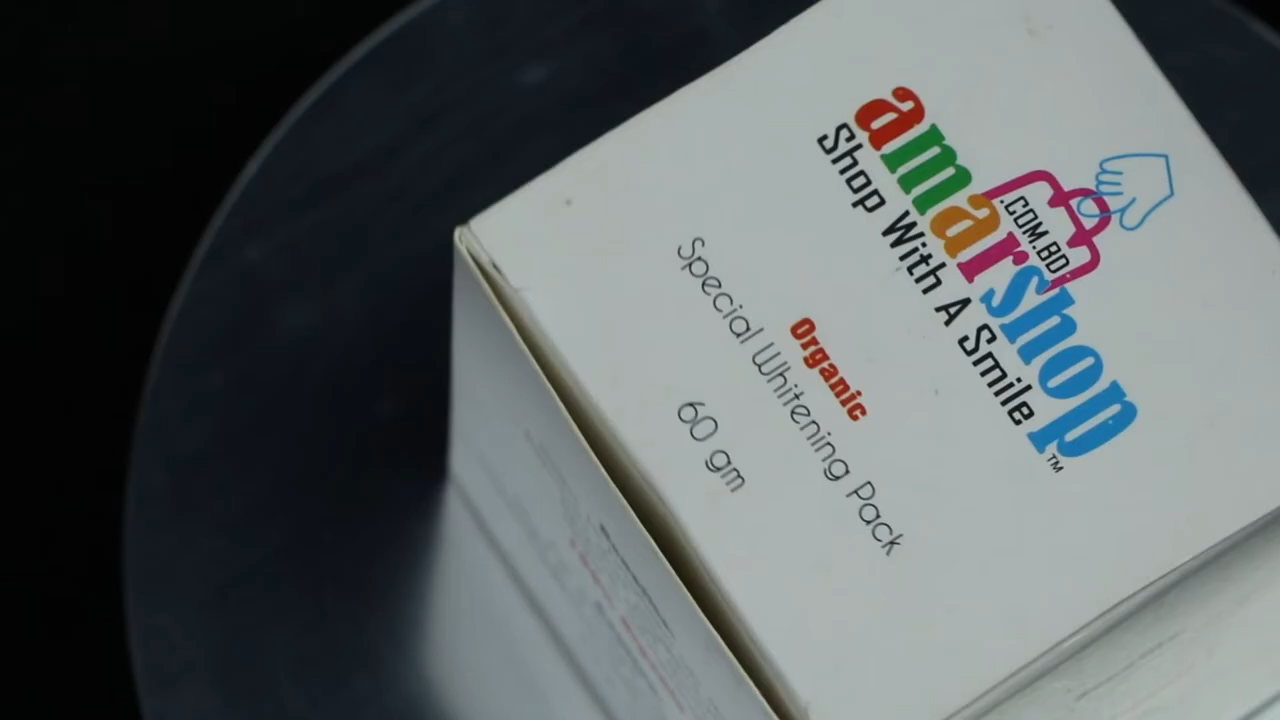 amarshop
.COM.BD
Shop With A Smile
TM
Organic
Special Whitening Pack
60 gm